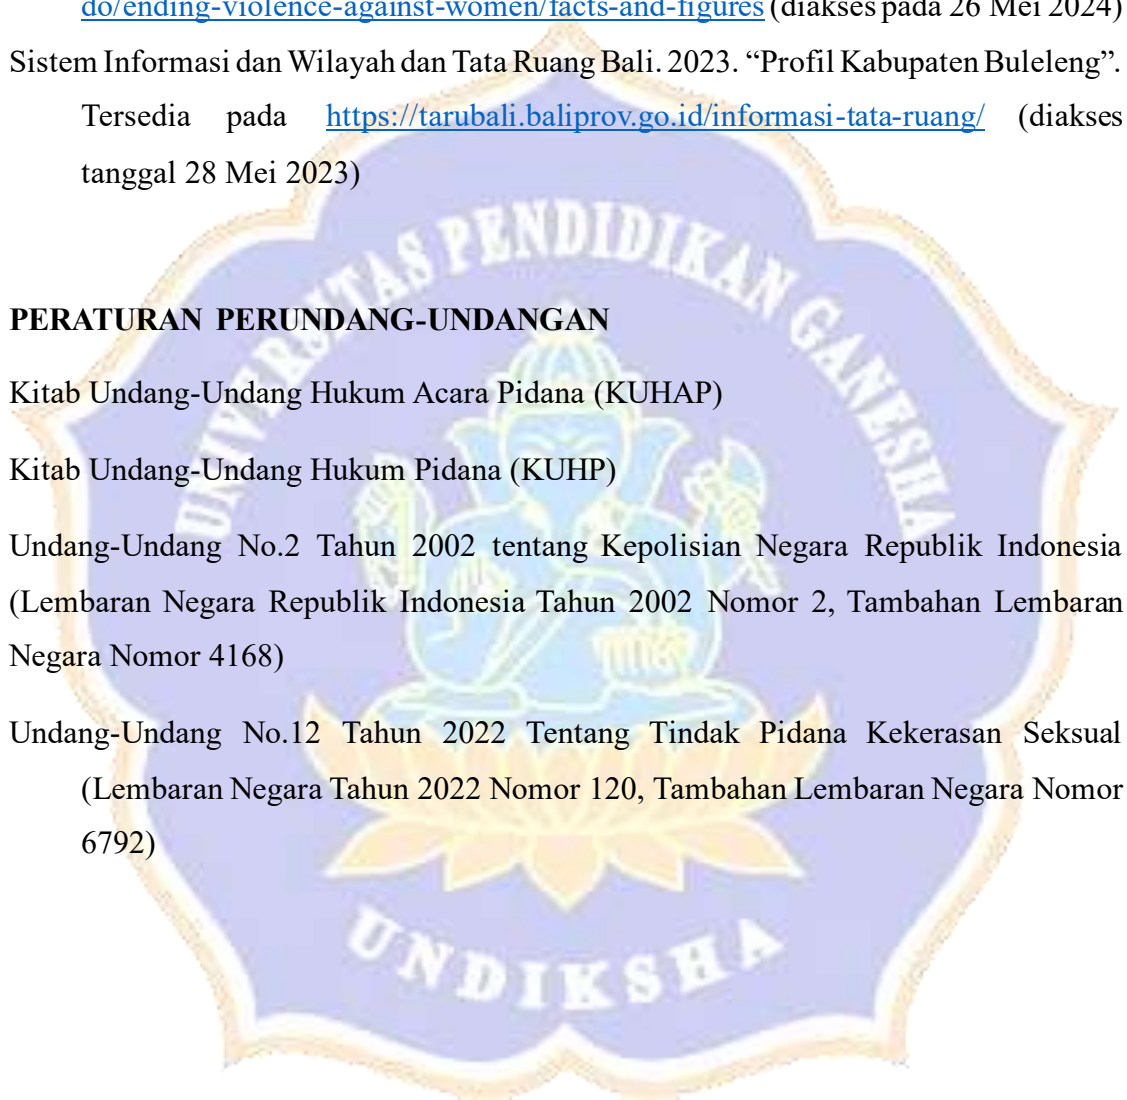 do/ending-violence-against-women/facts-and-figures (diakses pada 26 Mei 2024)
Sistem Informasi dan Wilayah dan Tata Ruang Bali. 2023. “Profil Kabupaten Buleleng”.
Tersedia pada https://tarubali.baliprov.go.id/informasi-tata-ruang/ (diakses
tanggal 28 Mei 2023)
UNIVERSITAS PENDIDIKAN GANESHA
PERATURAN PERUNDANG-UNDANGAN
Kitab Undang-Undang Hukum Acara Pidana (KUHAP)
Kitab Undang-Undang Hukum Pidana (KUHP)
Undang-Undang No.2 Tahun 2002 tentang Kepolisian Negara Republik Indonesia
(Lembaran Negara Republik Indonesia Tahun 2002 Nomor 2, Tambahan Lembaran
Negara Nomor 4168)
Undang-Undang No.12 Tahun 2022 Tentang Tindak Pidana Kekerasan Seksual
(Lembaran Negara Tahun 2022 Nomor 120, Tambahan Lembaran Negara Nomor
6792)
UNDIKSHA